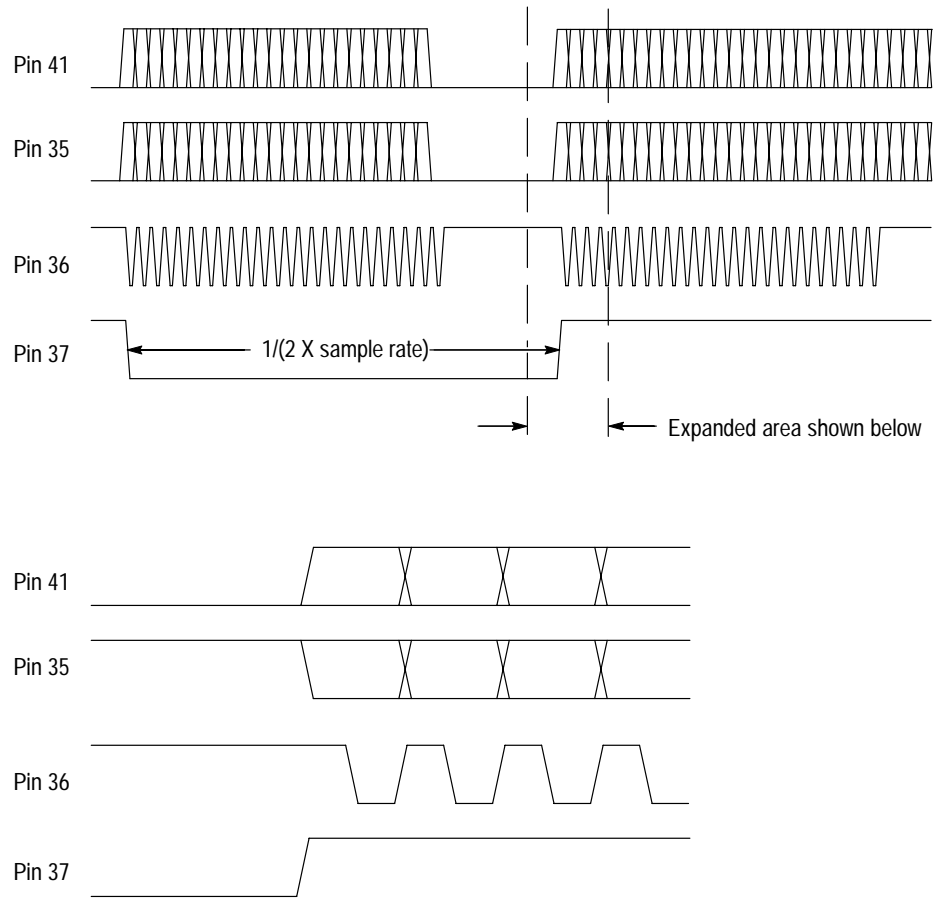 Pin 41
Pin 35
Pin 36
Pin 37
1/(2 X sample rate)
Expanded area shown below
Pin 41
Pin 35
Pin 36
Pin 37